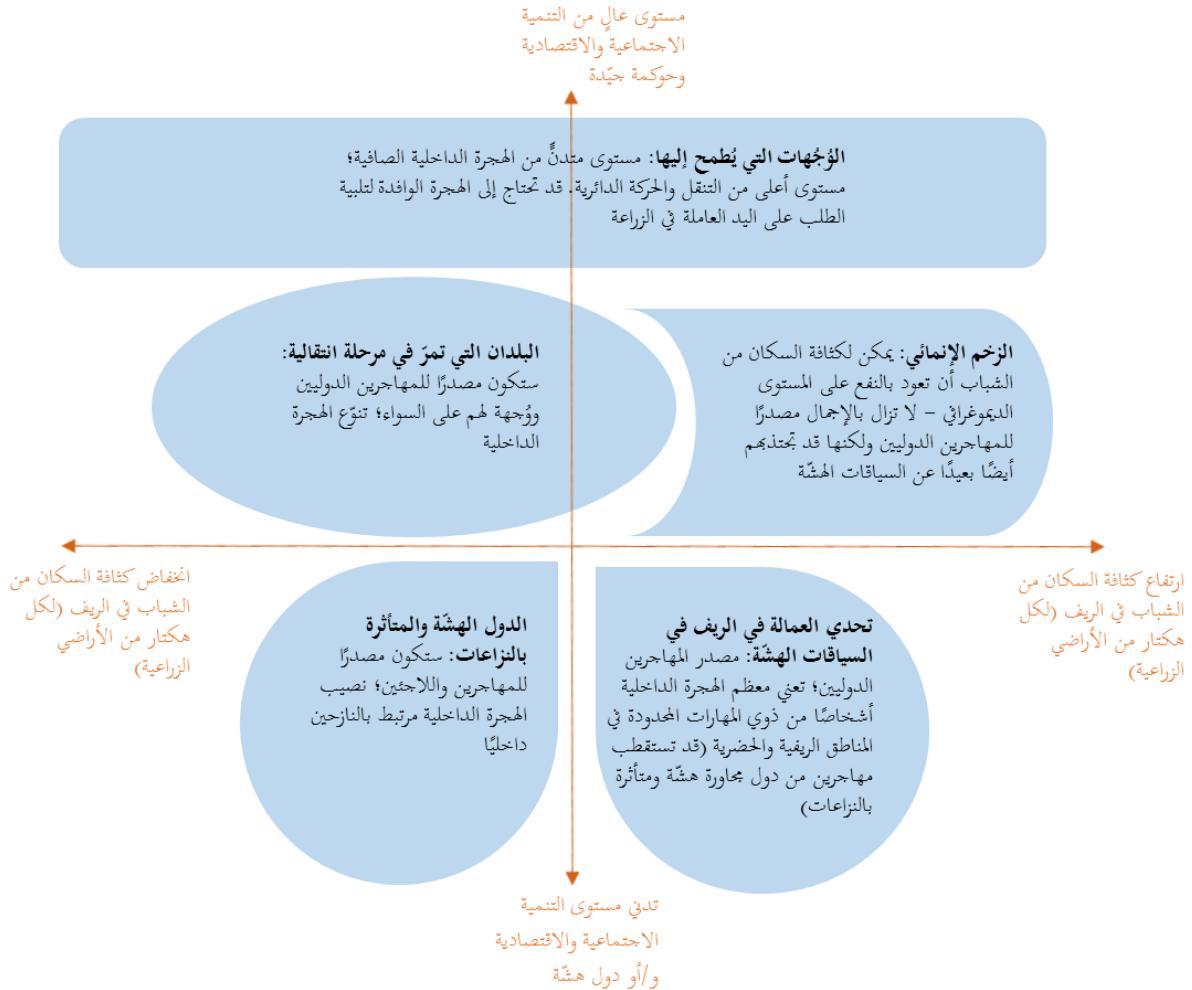 مستوى عالٍ من التنمية
الاجتماعية والاقتصادية
وحوكمة جيّدة
الوُجُهات التي يُطمح إليها: مستوى متدنٍّ من الهجرة الداخلية الصافية؛
مستوى أعلى من التنقل والحركة الدائرية. قد تحتاج إلى الهجرة الوافدة لتلبية
الطلب على اليد العاملة في الزراعة
الزخم الإنمائي: يمكن لكثافة السكان من
الشباب أن تعود بالنفع على المستوى
الديموغرافي – لا تزال بالإجمال مصدرًا
للمهاجرين الدوليين ولكنها قد تجتذبهم
أيضًا بعيدًا عن السياقات الهشّة
البلدان التي تمرّ في مرحلة انتقالية:
ستكون مصدرًا للمهاجرين الدوليين
ووُجهة لهم على السواء؛ تنوّع الهجرة
الداخلية
ارتفاع كثافة السكان من
الشباب في الريف (لكل
هكتار من الأراضي
الزراعية)
انخفاض كثافة السكان من
الشباب في الريف (لكل
هكتار من الأراضي
الزراعية)
تحدي العمالة في الريف في
السياقات الهشّة: مصدر المهاجرين
الدوليين؛ تعني معظم الهجرة الداخلية
أشخاصًا من ذوي المهارات المحدودة في
المناطق الريفية والحضرية (قد تستقطب
مهاجرين من دول مجاورة هشّة ومتأثرة
بالنزاعات)
الدول الهشّة والمتأثرة
بالنزاعات: ستكون مصدرًا
للمهاجرين واللاجئين؛ نصيب
الهجرة الداخلية مرتبط بالنازحين
داخليًا
تدني مستوى التنمية
الاجتماعية والاقتصادية
و/أو دول هشّة